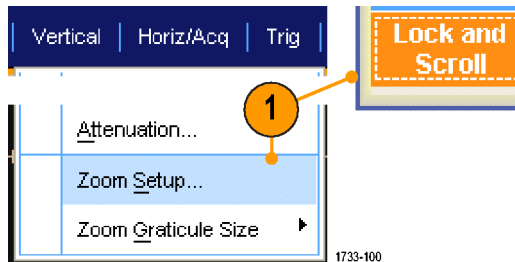 Vertical | Horiz/Acq | Trig |
Lock and
Scroll
1
Attenuation...
Zoom Setup...
Zoom Graticule Size
1733-100